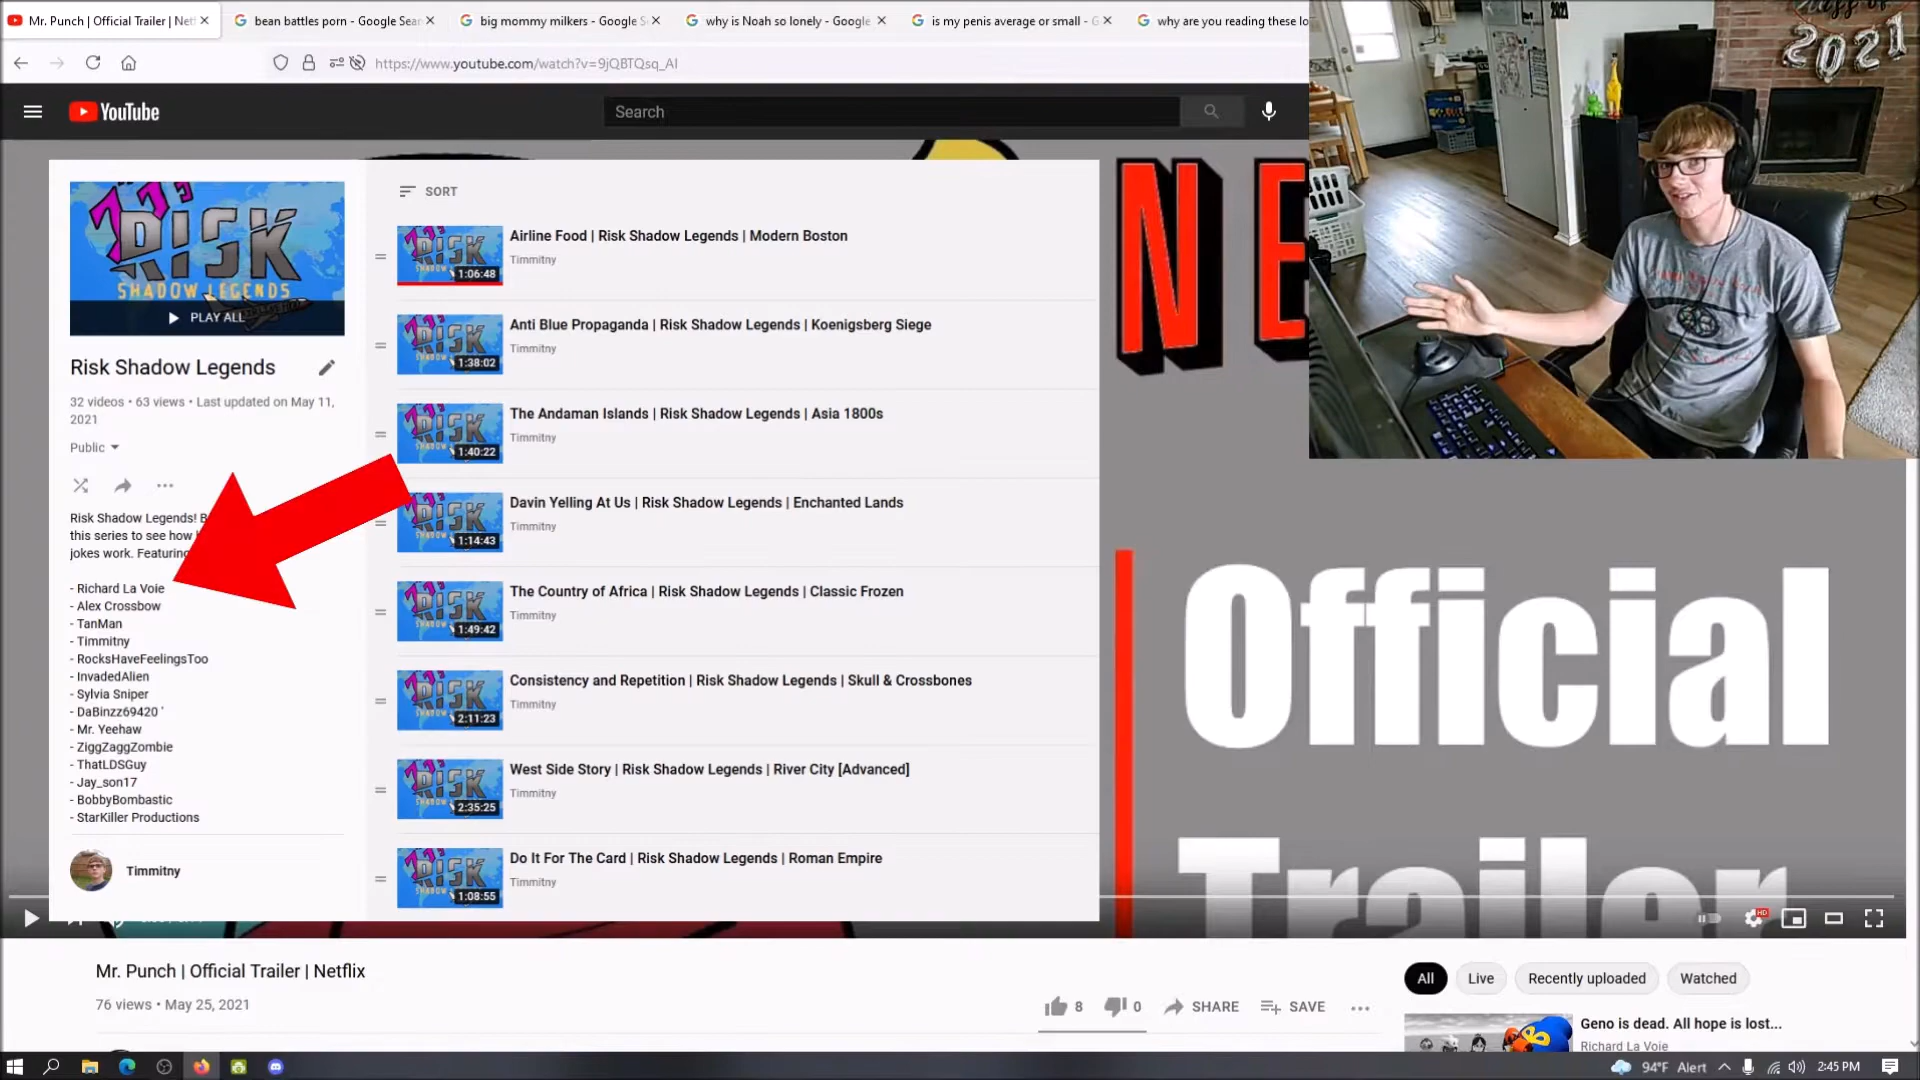 Mr. Punch | Official Trailer | Net
bean battles porn - Google Sea
big mommy milkers - Google S
why is Noah so lonely - Google
is my penis average or small - G
why are you reading these lo
https://www.youtube.com/watch?v=9jQBTQsq_AI
YouTube
Search
2021
RISK
SHADOW LEGENDS
PLAY ALL
Risk Shadow Legends
32 videos • 63 views • Last updated on May 11,
2021
Public
Risk Shadow Legends! B
this series to see how
jokes work. Featuring
- Richard La Voie
- Alex Crossbow
- TanMan
- Timmitny
- RocksHaveFeelingsToo
- InvadedAlien
- Sylvia Sniper
- DaBinzz69420 '
- Mr. Yeehaw
- ZiggZaggZombie
- ThatLDSGuy
- Jay_son17
- BobbyBombastic
- StarKiller Productions
Timmitny
SORT
Airline Food | Risk Shadow Legends | Modern Boston
Timmitny
1:06:48
Anti Blue Propaganda | Risk Shadow Legends | Koenigsberg Siege
Timmitny
1:38:02
The Andaman Islands | Risk Shadow Legends | Asia 1800s
Timmitny
1:40:22
Davin Yelling At Us | Risk Shadow Legends | Enchanted Lands
Timmitny
1:14:43
The Country of Africa | Risk Shadow Legends | Classic Frozen
Timmitny
1:49:42
Consistency and Repetition | Risk Shadow Legends | Skull & Crossbones
Timmitny
2:11:23
West Side Story | Risk Shadow Legends | River City [Advanced]
Timmitny
2:35:25
Do It For The Card | Risk Shadow Legends | Roman Empire
Timmitny
1:08:55
NE
Official
Trailer
HD
Mr. Punch | Official Trailer | Netflix
76 views • May 25, 2021
8
0
SHARE
SAVE
All
Live
Recently uploaded
Watched
Geno is dead. All hope is lost...
Richard La Voie
94°F Alert
2:45 PM